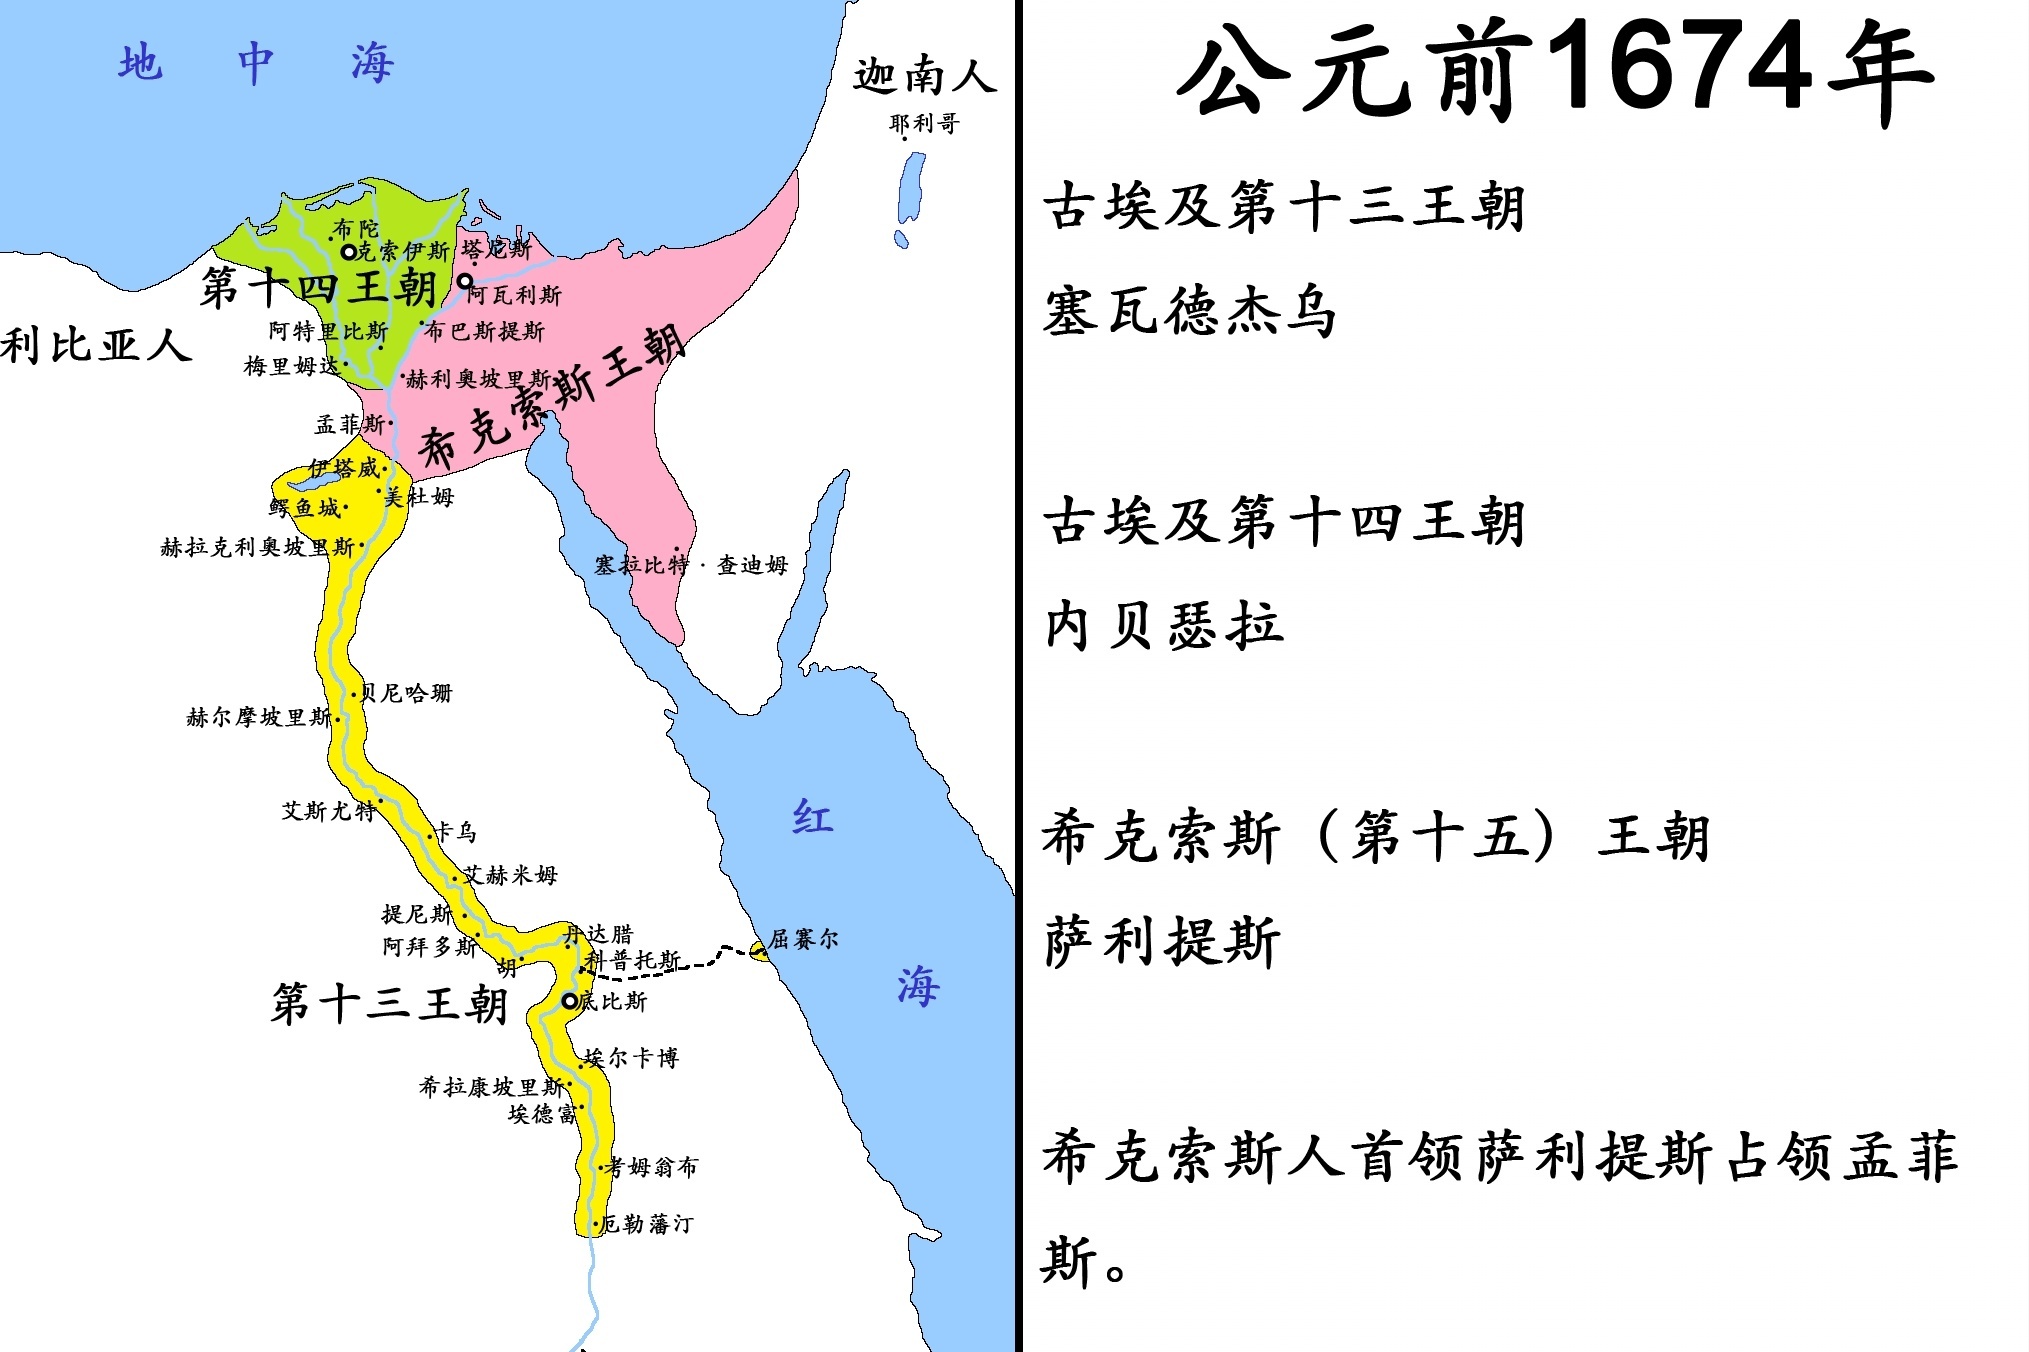 地中海
迦南人
耶利哥
布陀
克索伊斯
塔尼斯
第十四王朝
阿瓦利斯
利比亚人
阿特里比斯
布巴斯提斯
梅里姆达
赫利奥坡里斯
希克索斯王朝
孟菲斯
伊塔威
美杜姆
鳄鱼城
赫拉克利奥坡里斯
塞拉比特·查迪姆
贝尼哈珊
赫尔摩坡里斯
艾斯尤特
卡乌
红海
艾赫米姆
提尼斯
阿拜多斯
丹达腊
胡
科普托斯
屈赛尔
第十三王朝
底比斯
埃尔卡博
希拉康坡里斯
埃德富
考姆翁布
厄勒藩汀
公元前1674年
古埃及第十三王朝
塞瓦德杰乌
古埃及第十四王朝
内贝瑟拉
希克索斯（第十五）王朝
萨利提斯
希克索斯人首领萨利提斯占领孟菲
斯。